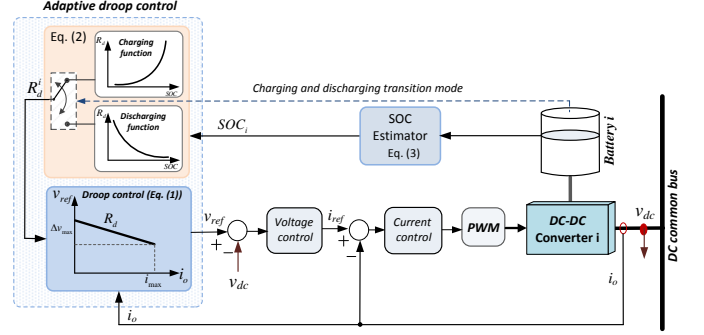 Adaptive droop control
Eq. (2)
R_d
Charging
function
SOC
R_d^i
R_d
Discharging
function
SOC
Charging and discharging transition mode
SOC_i
SOC
Estimator
Eq. (3)
Battery i
DC common bus
v_ref
Droop control (Eq. (1))
R_d
Δv_max
i_max
i_o
v_ref
+
−
v_dc
Voltage
control
i_ref
+
−
Current
control
PWM
DC-DC
Converter i
v_dc
i_o
i_o